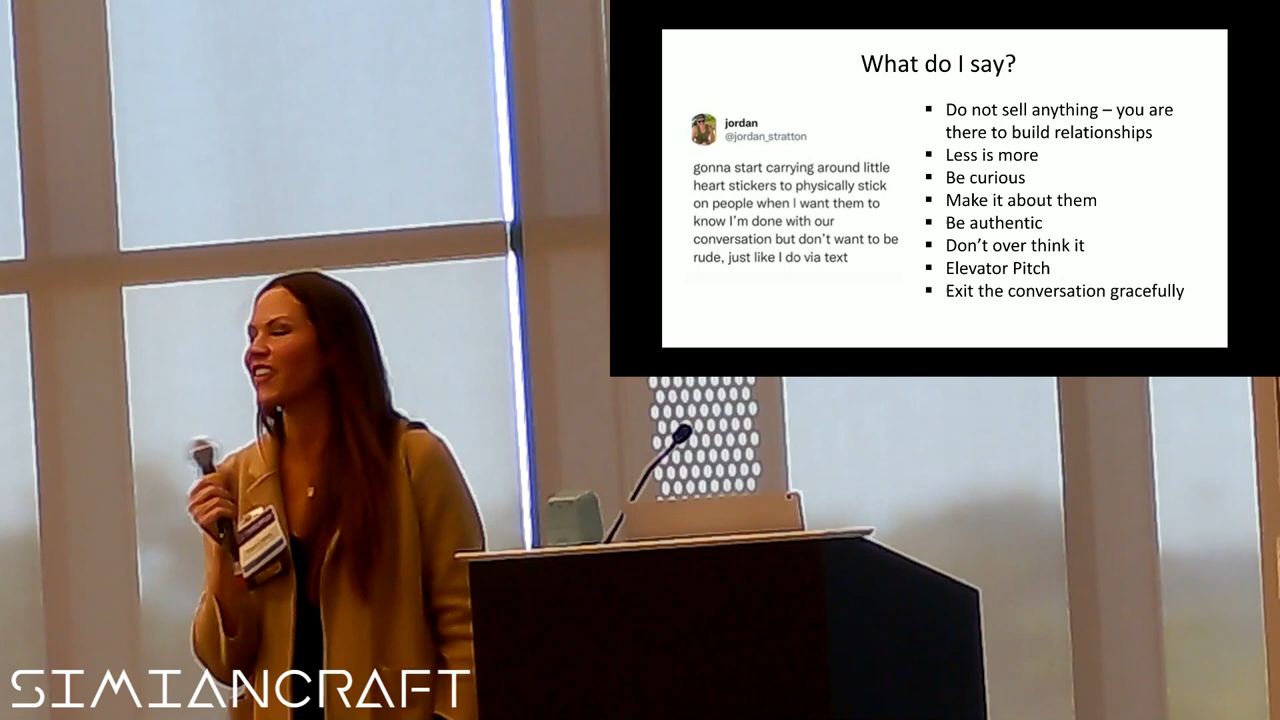 What do I say?
jordan
@jordan_stratton
gonna start carrying around little
heart stickers to physically stick
on people when I want them to
know I'm done with our
conversation but don't want to be
rude, just like I do via text
▪ Do not sell anything – you are
there to build relationships
▪ Less is more
▪ Be curious
▪ Make it about them
▪ Be authentic
▪ Don't over think it
▪ Elevator Pitch
▪ Exit the conversation gracefully
SIMIANCRAFT